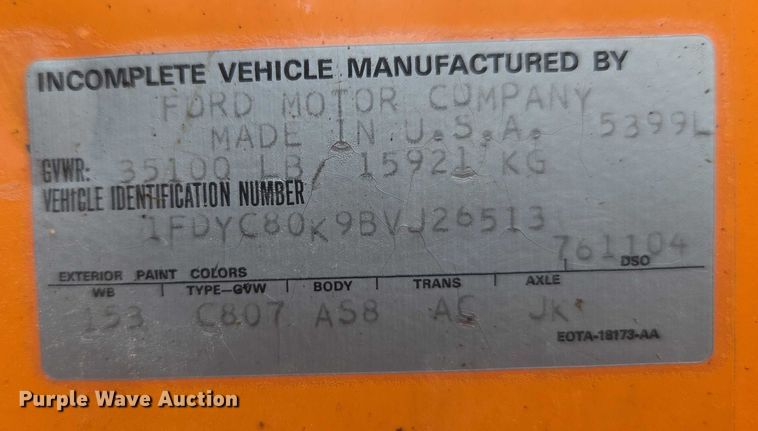 INCOMPLETE VEHICLE MANUFACTURED BY
FORD MOTOR COMPANY
MADE IN U.S.A. 5399L
GVWR: 35100 LB/ 15921 KG
VEHICLE IDENTIFICATION NUMBER
1FDYC80K9BVJ26513
761104
EXTERIOR PAINT COLORS DSO
WB TYPE-GVW BODY TRANS AXLE
153 C807 AS8 AC JK
EOTA-18173-AA
Purple Wave Auction